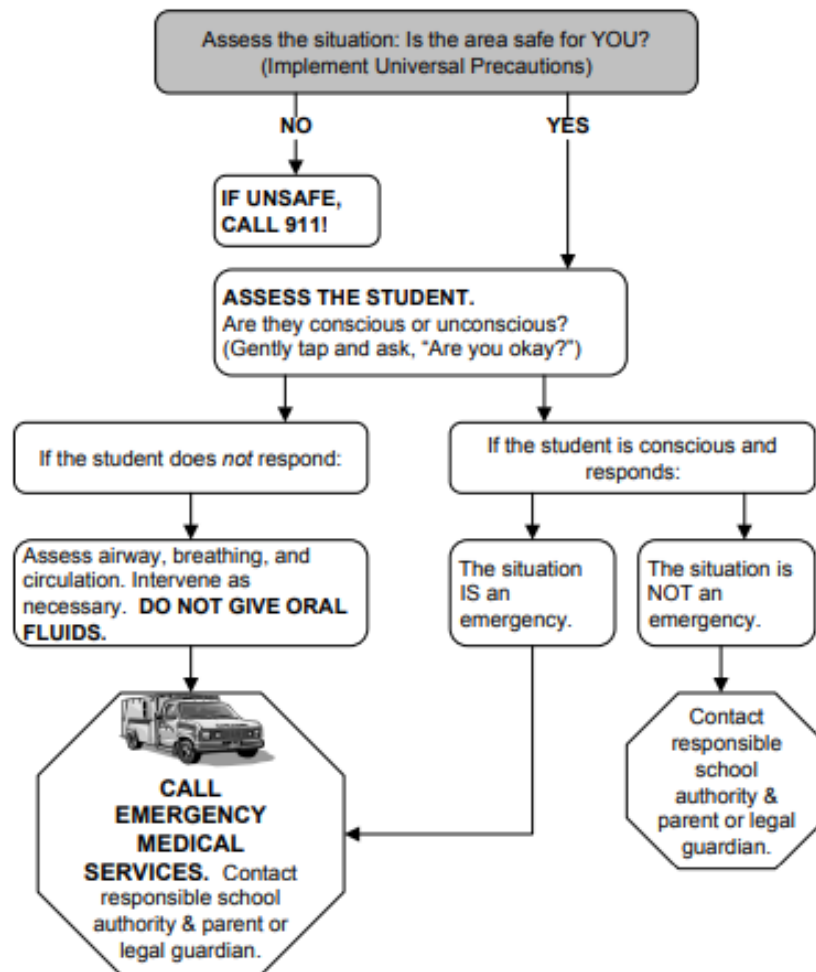 Assess the situation: Is the area safe for YOU?
(Implement Universal Precautions)
NO
YES
IF UNSAFE,
CALL 911!
ASSESS THE STUDENT.
Are they conscious or unconscious?
(Gently tap and ask, “Are you okay?”)
If the student does not respond:
If the student is conscious and
responds:
Assess airway, breathing, and
circulation. Intervene as
necessary.  DO NOT GIVE ORAL
FLUIDS.
The situation
IS an
emergency.
The situation is
NOT an
emergency.
CALL
EMERGENCY
MEDICAL
SERVICES.  Contact
responsible school
authority & parent or
legal guardian.
Contact
responsible
school
authority &
parent or legal
guardian.